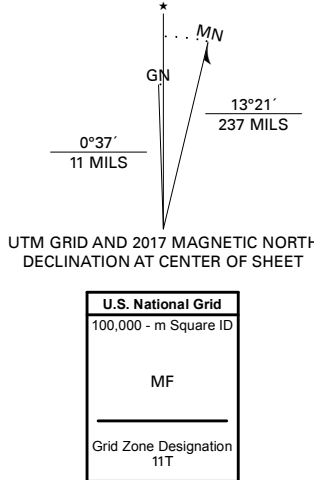 ★
MN
GN
0°37´
11 MILS
13°21´
237 MILS
UTM GRID AND 2017 MAGNETIC NORTH
DECLINATION AT CENTER OF SHEET
U.S. National Grid
100,000 - m Square ID
MF
Grid Zone Designation
11T